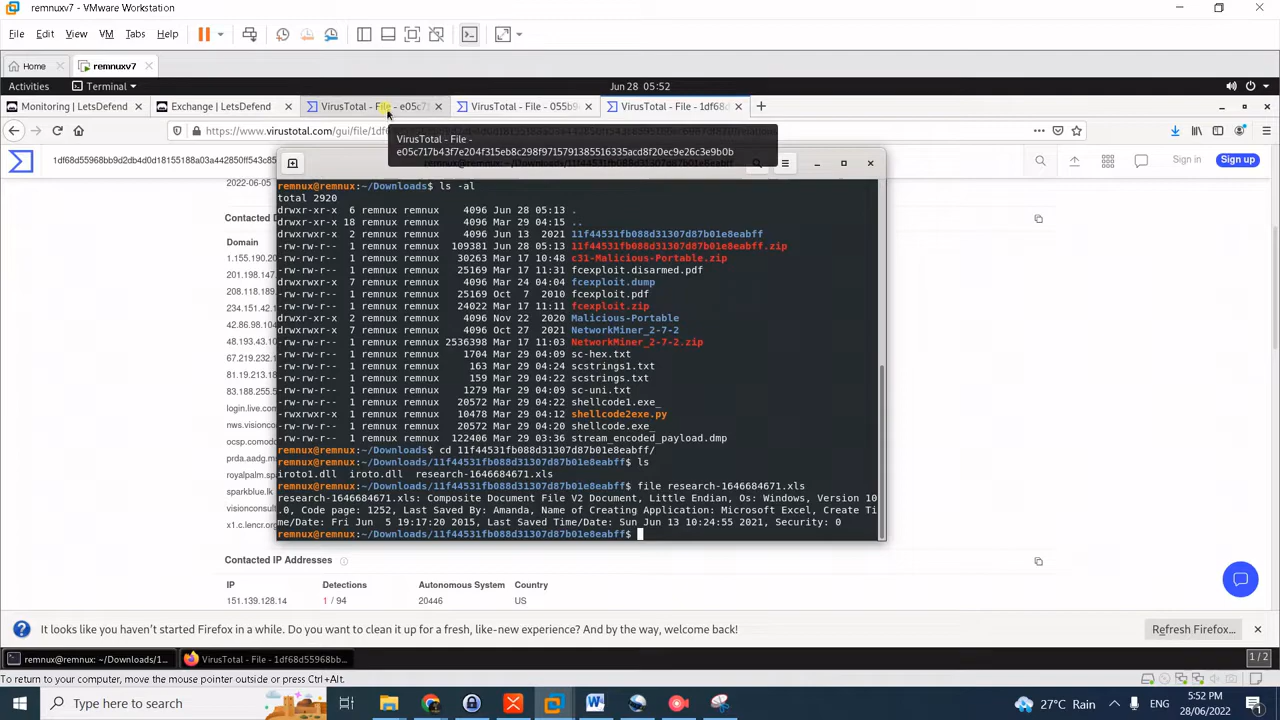 remnuxv7 - VMware Workstation
File Edit View VM Tabs Help
Home remnuxv7
Activities Terminal Jun 28 05:52
Monitoring | LetsDefend Exchange | LetsDefend VirusTotal - File - e05c7 VirusTotal - File - 055b9 VirusTotal - File - 1df68d
https://www.virustotal.com/gui/file/1df6
VirusTotal - File -
e05c717b43f7e204f315eb8c298f9715791385516335acd8f20ec9e26c3e9b0b
1df68d55968bb9d2db4d0d18155188a03a442850ff543c85 Sign in Sign up
2022-06-05
remnux@remnux:~/Downloads$ ls -al
total 2920
drwxr-xr-x 6 remnux remnux 4096 Jun 28 05:13 .
drwxr-xr-x 18 remnux remnux 4096 Mar 29 04:15 ..
drwxrwxr-x 2 remnux remnux 4096 Jun 13 2021 11f44531fb088d31307d87b01e8eabff
-rw-rw-r-- 1 remnux remnux 109381 Jun 28 05:13 11f44531fb088d31307d87b01e8eabff.zip
-rw-rw-r-- 1 remnux remnux 30263 Mar 17 10:48 c31-Malicious-Portable.zip
-rw-rw-r-- 1 remnux remnux 25169 Mar 17 11:31 fcexploit.disarmed.pdf
drwxrwxr-x 7 remnux remnux 4096 Mar 24 04:04 fcexploit.dump
-rw-rw-r-- 1 remnux remnux 25169 Oct 7 2010 fcexploit.pdf
-rw-rw-r-- 1 remnux remnux 24022 Mar 17 11:11 fcexploit.zip
drwxrwxr-x 2 remnux remnux 4096 Nov 22 2020 Malicious-Portable
drwxrwxr-x 7 remnux remnux 4096 Oct 27 2021 NetworkMiner_2-7-2
-rw-rw-r-- 1 remnux remnux 2536398 Mar 17 11:03 NetworkMiner_2-7-2.zip
-rw-rw-r-- 1 remnux remnux 1704 Mar 29 04:09 sc-hex.txt
-rw-rw-r-- 1 remnux remnux 163 Mar 29 04:24 scstrings1.txt
-rw-rw-r-- 1 remnux remnux 159 Mar 29 04:22 scstrings.txt
-rw-rw-r-- 1 remnux remnux 1279 Mar 29 04:09 sc-uni.txt
-rw-rw-r-- 1 remnux remnux 20572 Mar 29 04:22 shellcode1.exe_
-rwxrwxr-x 1 remnux remnux 10478 Mar 29 04:12 shellcode2exe.py
-rw-rw-r-- 1 remnux remnux 20572 Mar 29 04:20 shellcode.exe_
-rw-rw-r-- 1 remnux remnux 122406 Mar 29 03:36 stream_encoded_payload.dmp
remnux@remnux:~/Downloads$ cd 11f44531fb088d31307d87b01e8eabff/
remnux@remnux:~/Downloads/11f44531fb088d31307d87b01e8eabff$ ls
iroto1.dll iroto.dll research-1646684671.xls
remnux@remnux:~/Downloads/11f44531fb088d31307d87b01e8eabff$ file research-1646684671.xls
research-1646684671.xls: Composite Document File V2 Document, Little Endian, Os: Windows, Version 10
.0, Code page: 1252, Last Saved By: Amanda, Name of Creating Application: Microsoft Excel, Create Ti
me/Date: Fri Jun 5 19:17:20 2015, Last Saved Time/Date: Sun Jun 13 10:24:55 2021, Security: 0
remnux@remnux:~/Downloads/11f44531fb088d31307d87b01e8eabff$
Contacted D
Domain
1.155.190.20
201.198.147.
208.118.189.
234.151.42.1
42.86.98.104
48.193.43.10
67.219.232.1
81.56.219.13
83.188.255.5
login.live.com
nws.visioncon
ocsp.comodo
prda.aadg.ms
royalpalm.sp
sparkblue.lk
visionconsu
x1.c.lencr.or
Contacted IP Addresses
IP Detections Autonomous System Country
151.139.128.14 1 / 94 20446 US
It looks like you haven't started Firefox in a while. Do you want to clean it up for a fresh, like-new experience? And by the way, welcome back! Refresh Firefox...
remnux@remnux: ~/Downloads/1... VirusTotal - File - 1df68d55968bb... 1 / 2
To return to your computer, move the mouse pointer outside or press Ctrl+Alt.
Type here to search 27°C Rain ENG 5:52 PM
28/06/2022